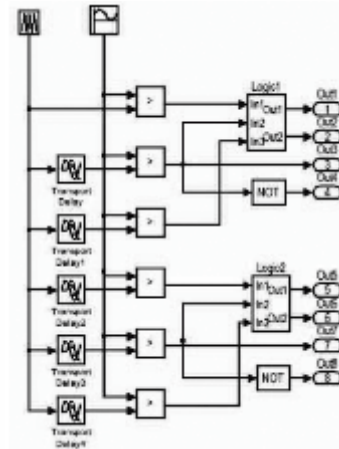 Logic1
Out1
>
In1
Out1
1
In2
Out2
>
In3
Out2
2
Out3
3
Transport
Delay
Out4
NOT
4
>
Transport
Delay1
Logic2
>
In1
Out1
Out5
5
Transport
Delay2
In2
Out2
6
In3
Out7
>
7
Transport
Delay3
Out8
NOT
8
>
Transport
Delay4